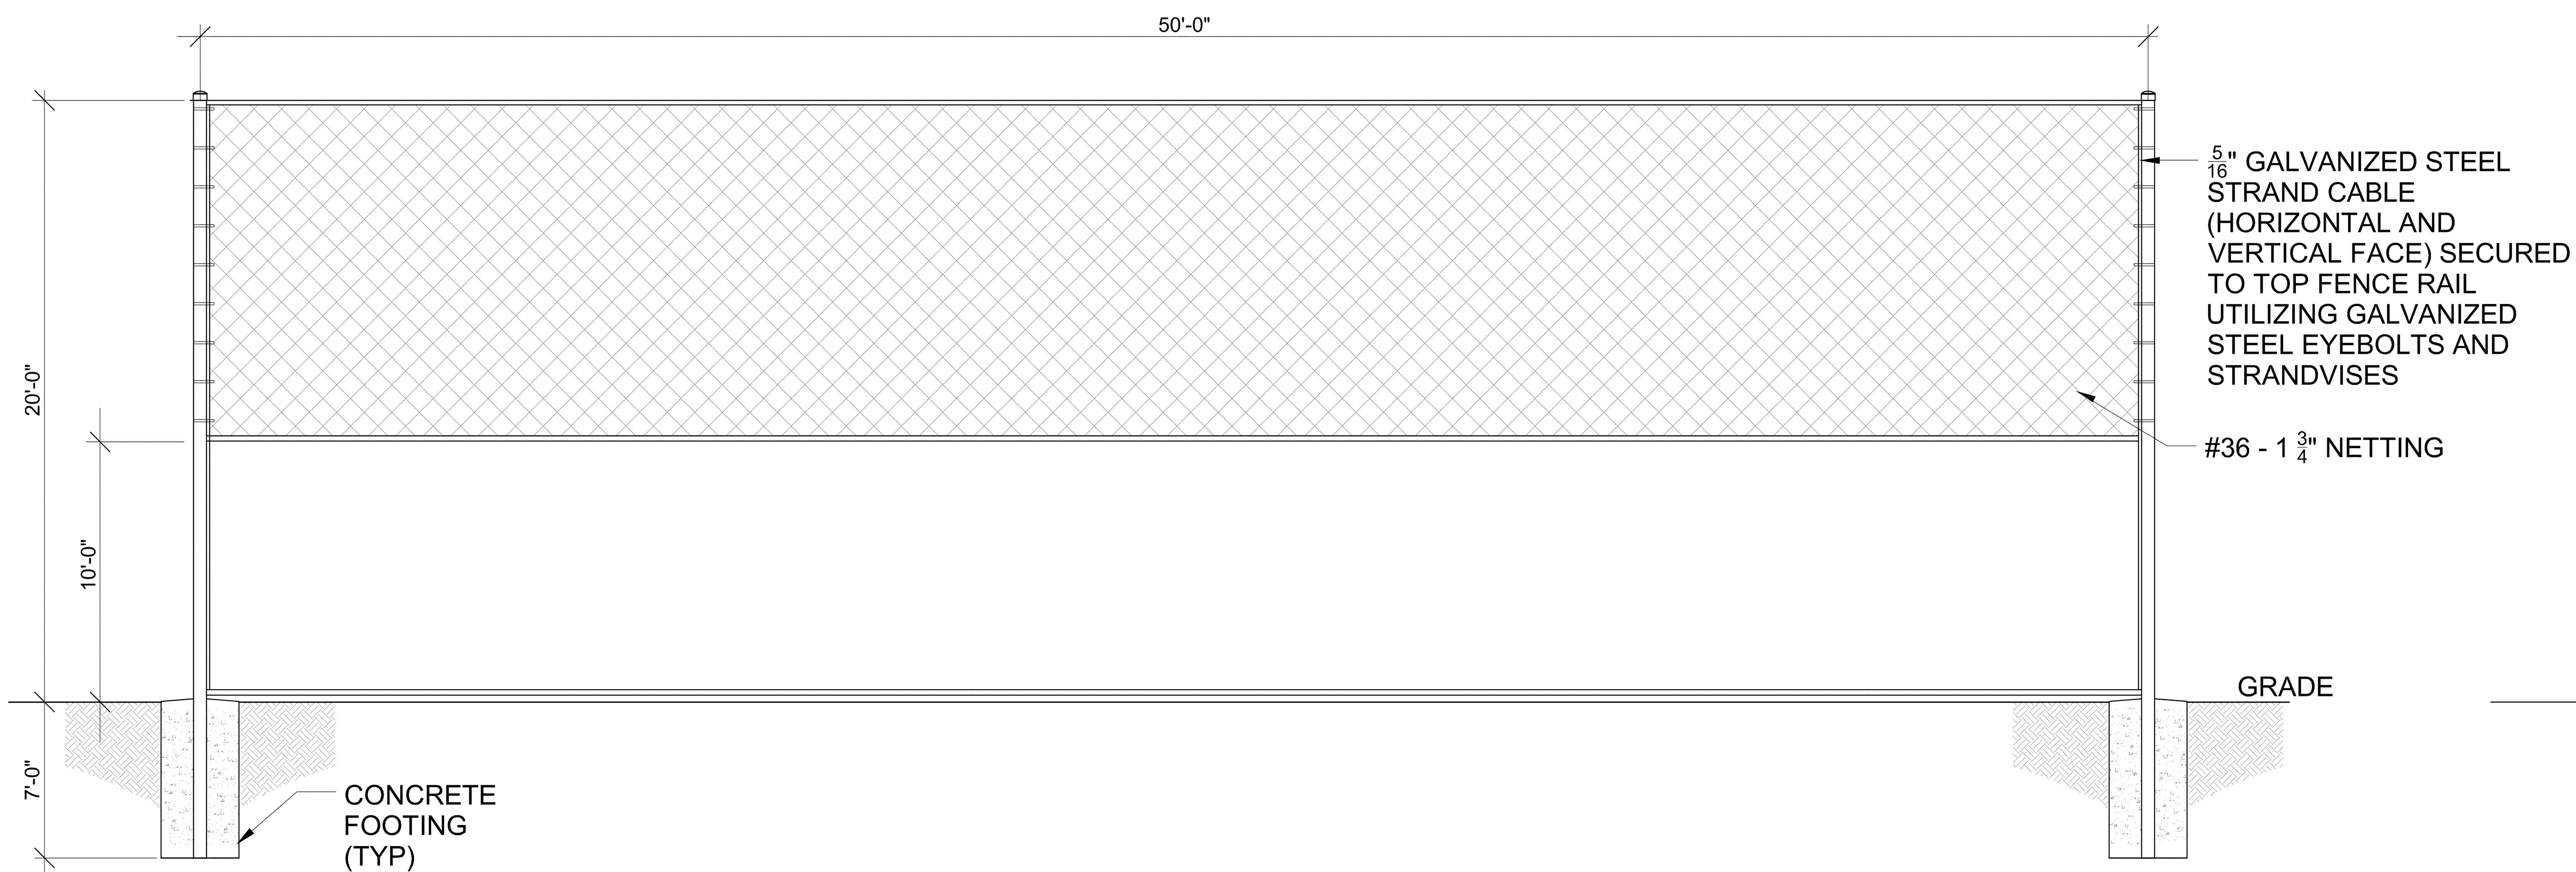 50'-0"
20'-0"
10'-0"
7'-0"
5/16" GALVANIZED STEEL
STRAND CABLE
(HORIZONTAL AND
VERTICAL FACE) SECURED
TO TOP FENCE RAIL
UTILIZING GALVANIZED
STEEL EYEBOLTS AND
STRANDVISES
#36 - 1 3/4" NETTING
GRADE
CONCRETE
FOOTING
(TYP)